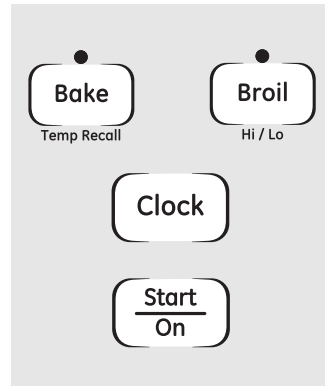 Bake Broil
Temp Recall Hi / Lo
Clock
Start
On